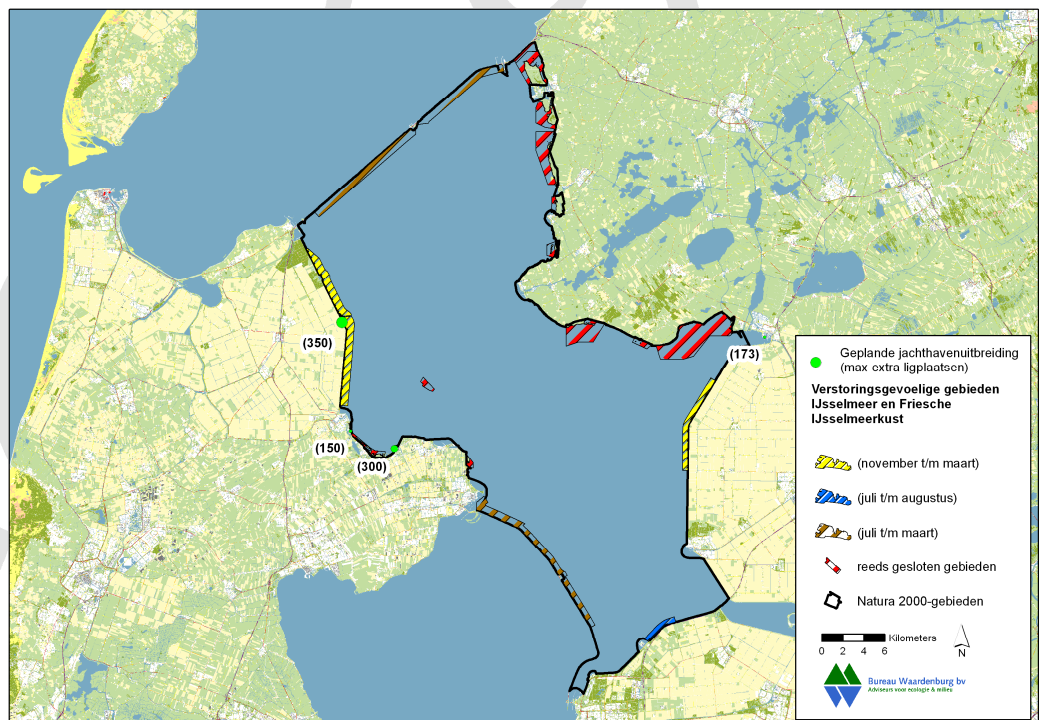 (350)
(150)
(300)
(173)
Geplande jachthavenuitbreiding
(max extra ligplaatsen)
Verstoringsgevoelige gebieden
IJsselmeer en Friesche
IJsselmeerkust
(november t/m maart)
(juli t/m augustus)
(juli t/m maart)
reeds gesloten gebieden
Natura 2000-gebieden
Kilometers
0 2 4 6
N
Bureau Waardenburg bv
Adviseurs voor ecologie & milieu